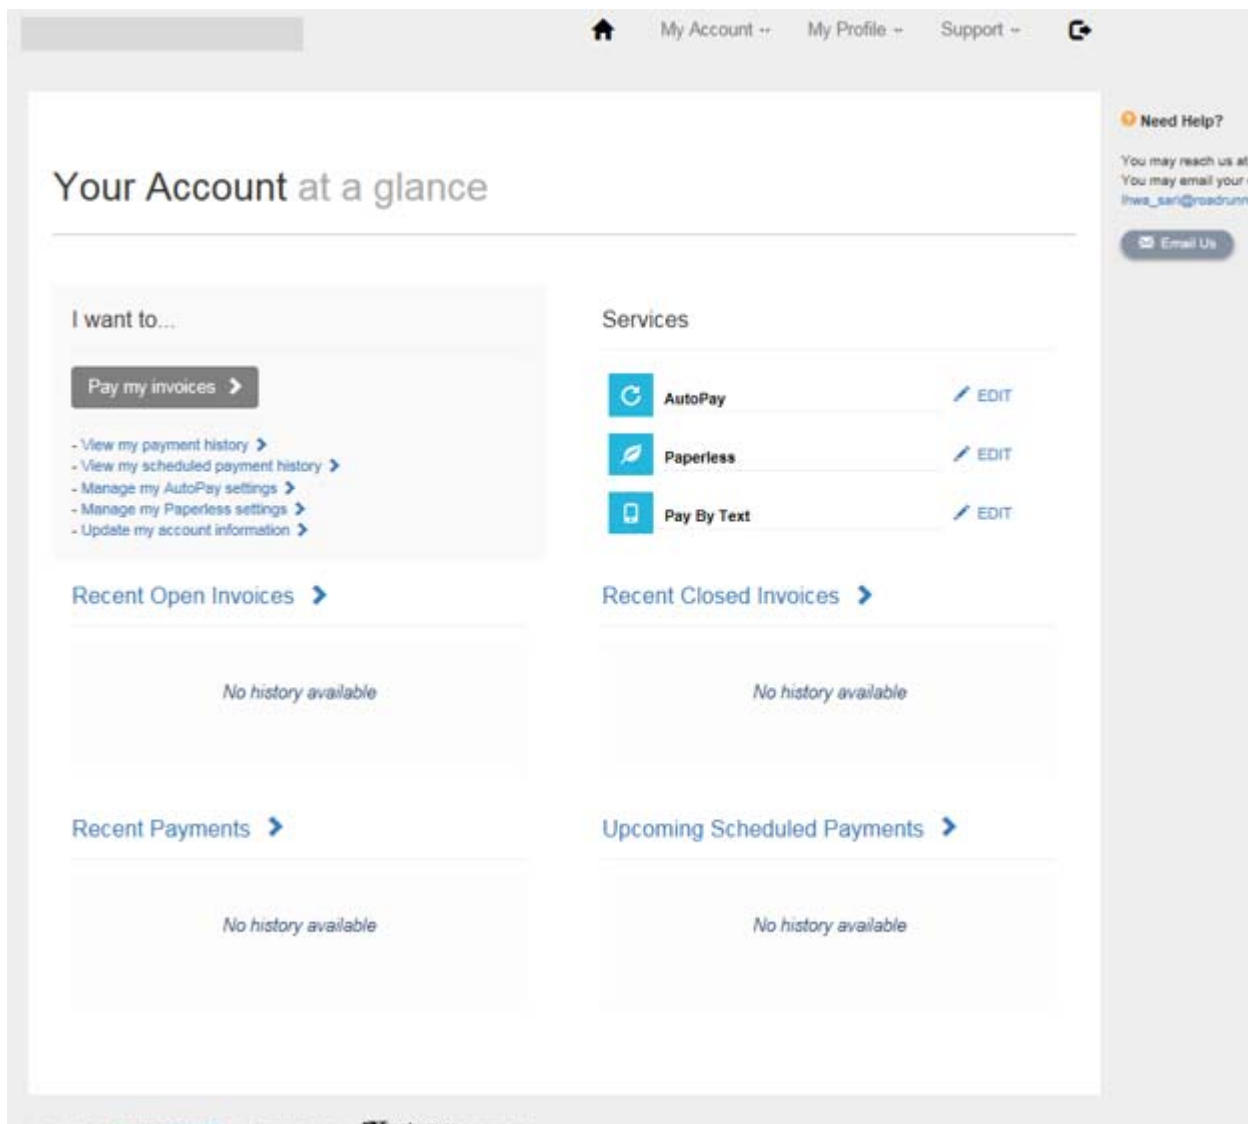 My Account
My Profile
Support
Need Help?
You may reach us at
You may email your
Email Us
Your Account at a glance
I want to...
Pay my invoices
- View my payment history
- View my scheduled payment history
- Manage my AutoPay settings
- Manage my Paperless settings
- Update my account information
Services
AutoPay EDIT
Paperless EDIT
Pay By Text EDIT
Recent Open Invoices
No history available
Recent Closed Invoices
No history available
Recent Payments
No history available
Upcoming Scheduled Payments
No history available